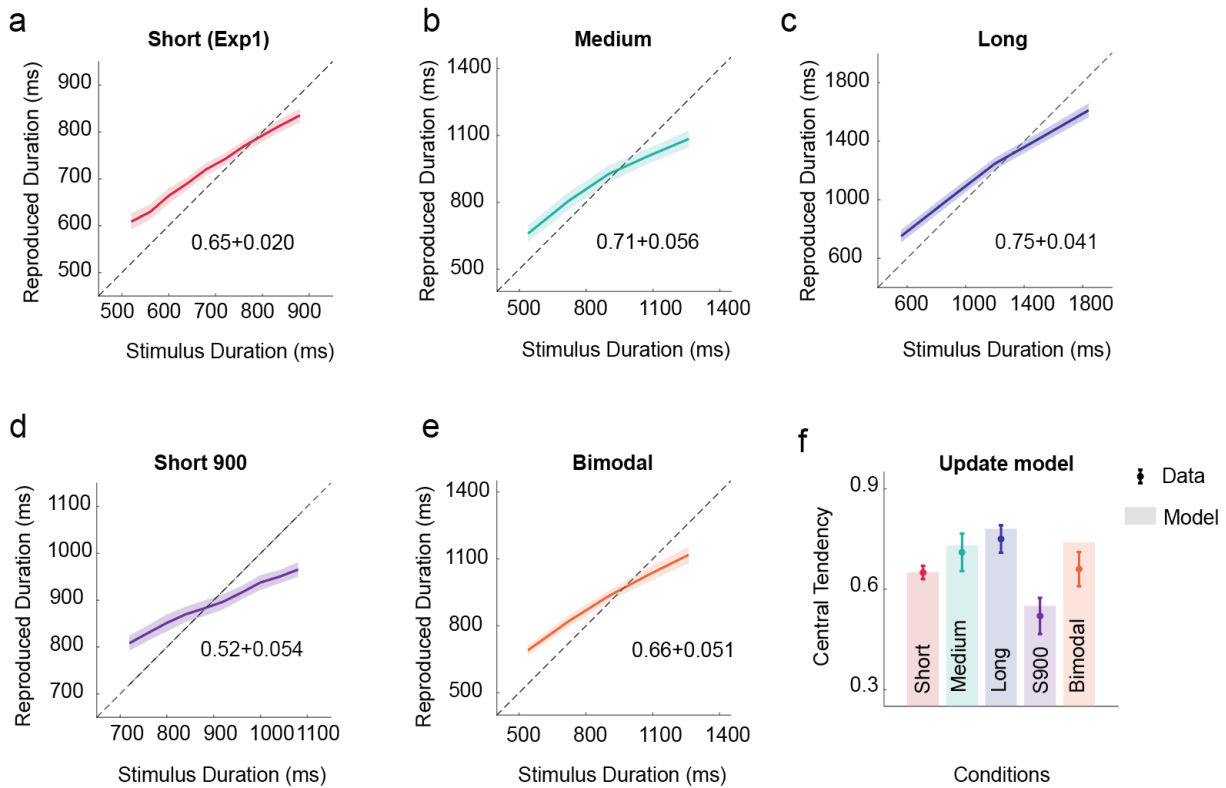 a
Short (Exp1)
Reproduced Duration (ms)
900
800
700
600
500
0.65+0.020
500 600 700 800 900
Stimulus Duration (ms)
b
Medium
Reproduced Duration (ms)
1400
1100
800
500
0.71+0.056
500 800 1100 1400
Stimulus Duration (ms)
c
Long
Reproduced Duration (ms)
1800
1400
1000
600
0.75+0.041
600 1000 1400 1800
Stimulus Duration (ms)
d
Short 900
Reproduced Duration (ms)
1100
1000
900
800
700
0.52+0.054
700 800 900 1000 1100
Stimulus Duration (ms)
e
Bimodal
Reproduced Duration (ms)
1400
1100
800
500
0.66+0.051
500 800 1100 1400
Stimulus Duration (ms)
f
Update model
Central Tendency
0.9
0.6
0.3
Short
Medium
Long
S900
Bimodal
Conditions
Data
Model